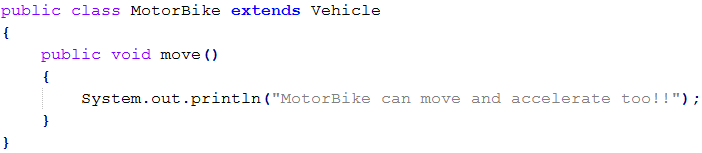 public class MotorBike extends Vehicle
{
    public void move()
    {
        System.out.println("MotorBike can move and accelerate too!!");
    }
}